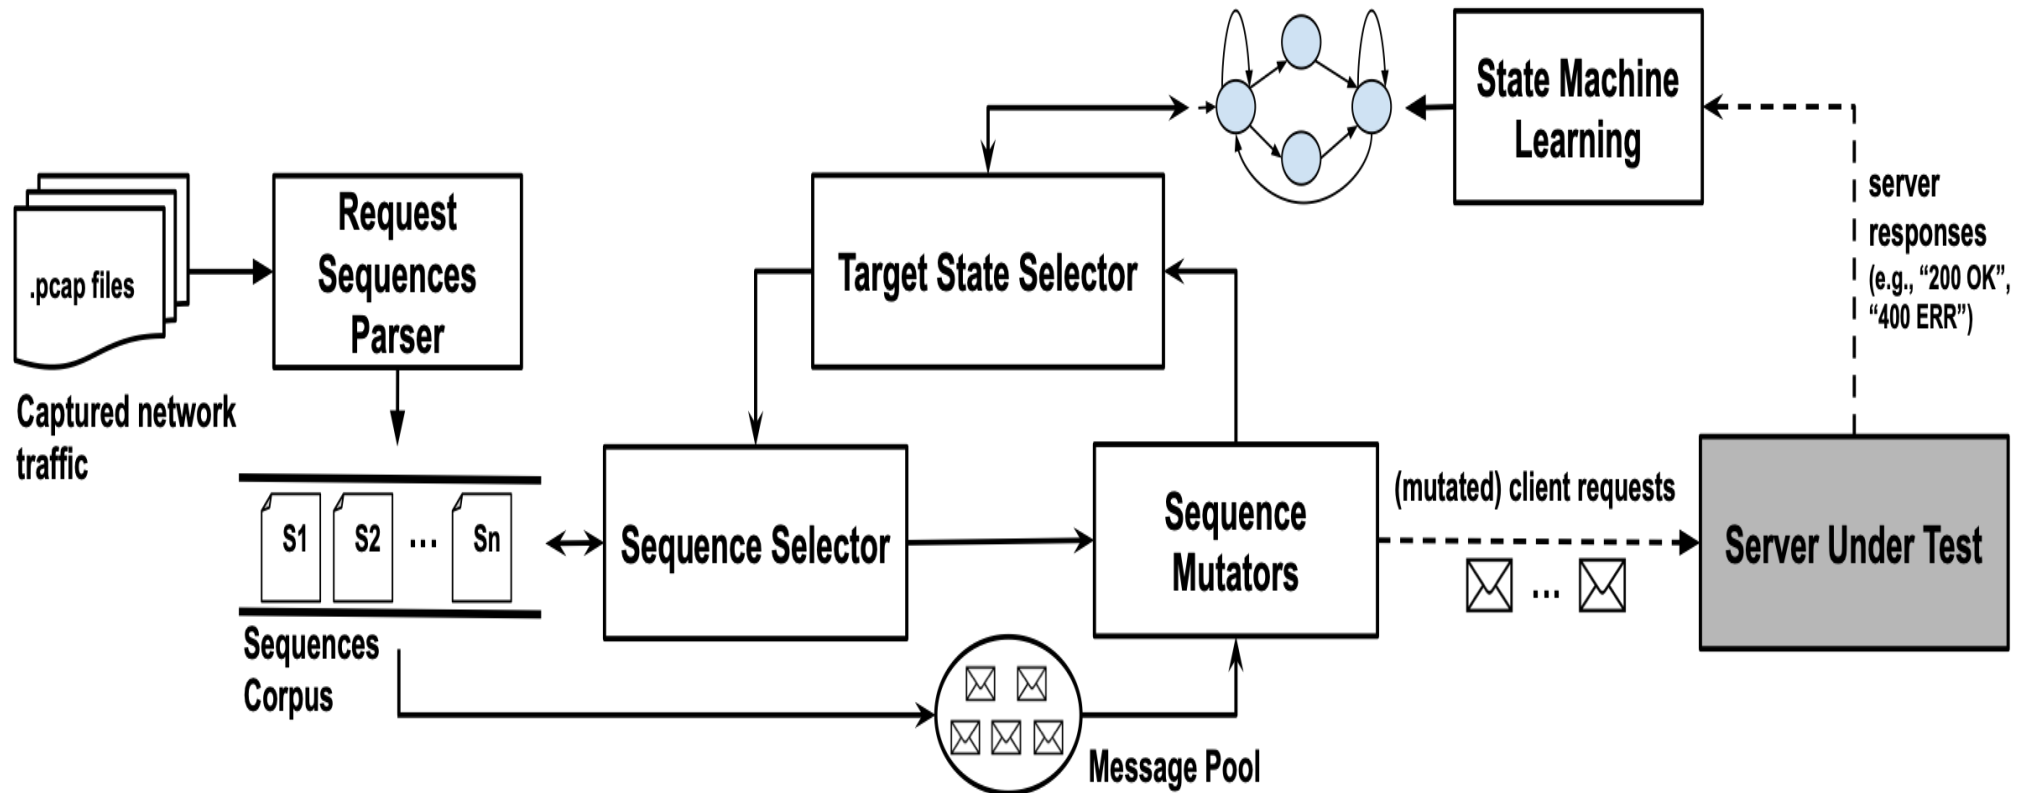 State Machine
Learning
server
responses
(e.g., “200 OK”,
“400 ERR”)
.pcap files
Captured network
traffic
Request
Sequences
Parser
Target State Selector
S1
S2
...
Sn
Sequences
Corpus
Sequence Selector
Sequence
Mutators
(mutated) client requests
...
Server Under Test
Message Pool